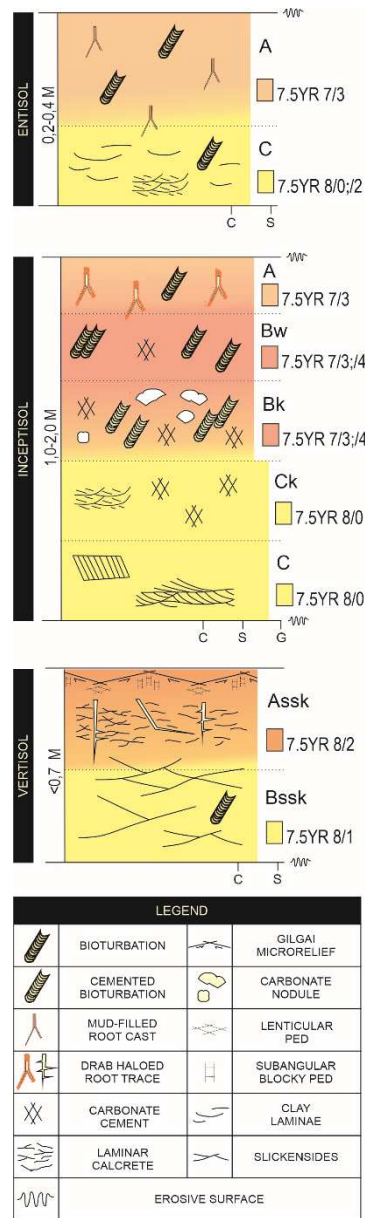 ENTISOL
0,2-0,4 M
A
7.5YR 7/3
C
7.5YR 8/0;/2
C S
INCEPTISOL
1,0-2,0 M
A
7.5YR 7/3
Bw
7.5YR 7/3;/4
Bk
7.5YR 7/3;/4
Ck
7.5YR 8/0
C
7.5YR 8/0
C S G
VERTISOL
<0,7 M
Assk
7.5YR 8/2
Bssk
7.5YR 8/1
C S
LEGEND
BIOTURBATION
GILGAI
MICRORELIEF
CEMENTED
BIOTURBATION
CARBONATE
NODULE
MUD-FILLED
ROOT CAST
LENTICULAR
PED
DRAB HALOED
ROOT TRACE
SUBANGULAR
BLOCKY PED
CARBONATE
CEMENT
CLAY
LAMINAE
LAMINAR
CALCRETE
SLICKENSIDES
EROSIVE SURFACE